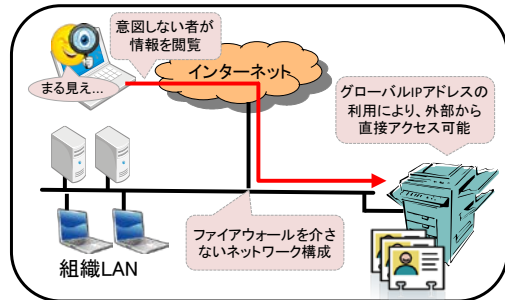 意図しない者が
情報を閲覧
インターネット
まる見え...
グローバルIPアドレスの
利用により、外部から
直接アクセス可能
ファイアウォールを介さ
ないネットワーク構成
組織LAN